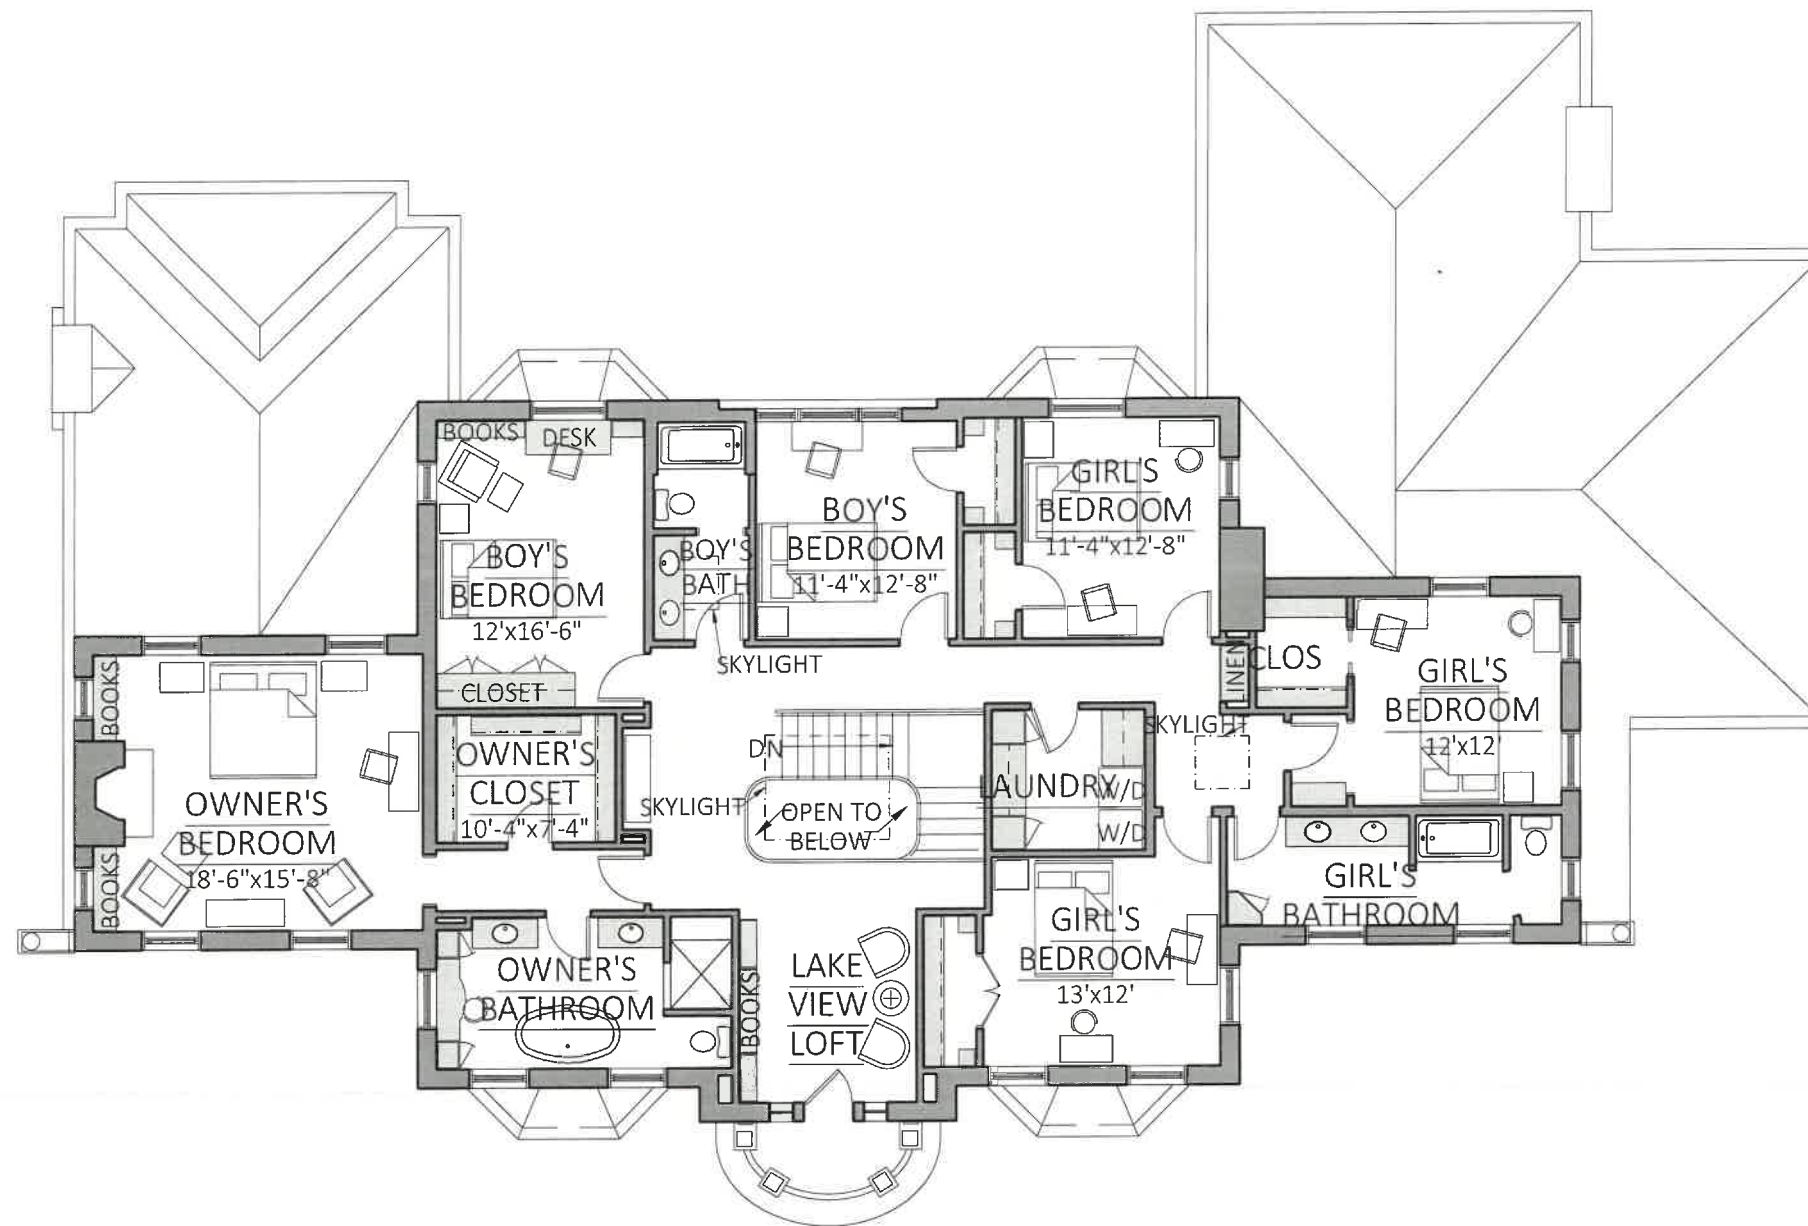 BOOKS
DESK
BOY'S
BEDROOM
12'x16'-6"
CLOSET
BOY'S
BATH
SKYLIGHT
BOY'S
BEDROOM
11'-4"x12'-8"
GIRL'S
BEDROOM
11'-4"x12'-8"
LINEN
CLOS
GIRL'S
BEDROOM
12'x12'
BOOKS
OWNER'S
BEDROOM
18'-6"x15'-8"
BOOKS
OWNER'S
CLOSET
10'-4"x7'-4"
SKYLIGHT
DN
OPEN TO
BELOW
LAUNDRY
W/D
W/D
SKYLIGHT
GIRL'S
BATHROOM
OWNER'S
BATHROOM
BOOKS
LAKE
VIEW
LOFT
GIRL'S
BEDROOM
13'x12'